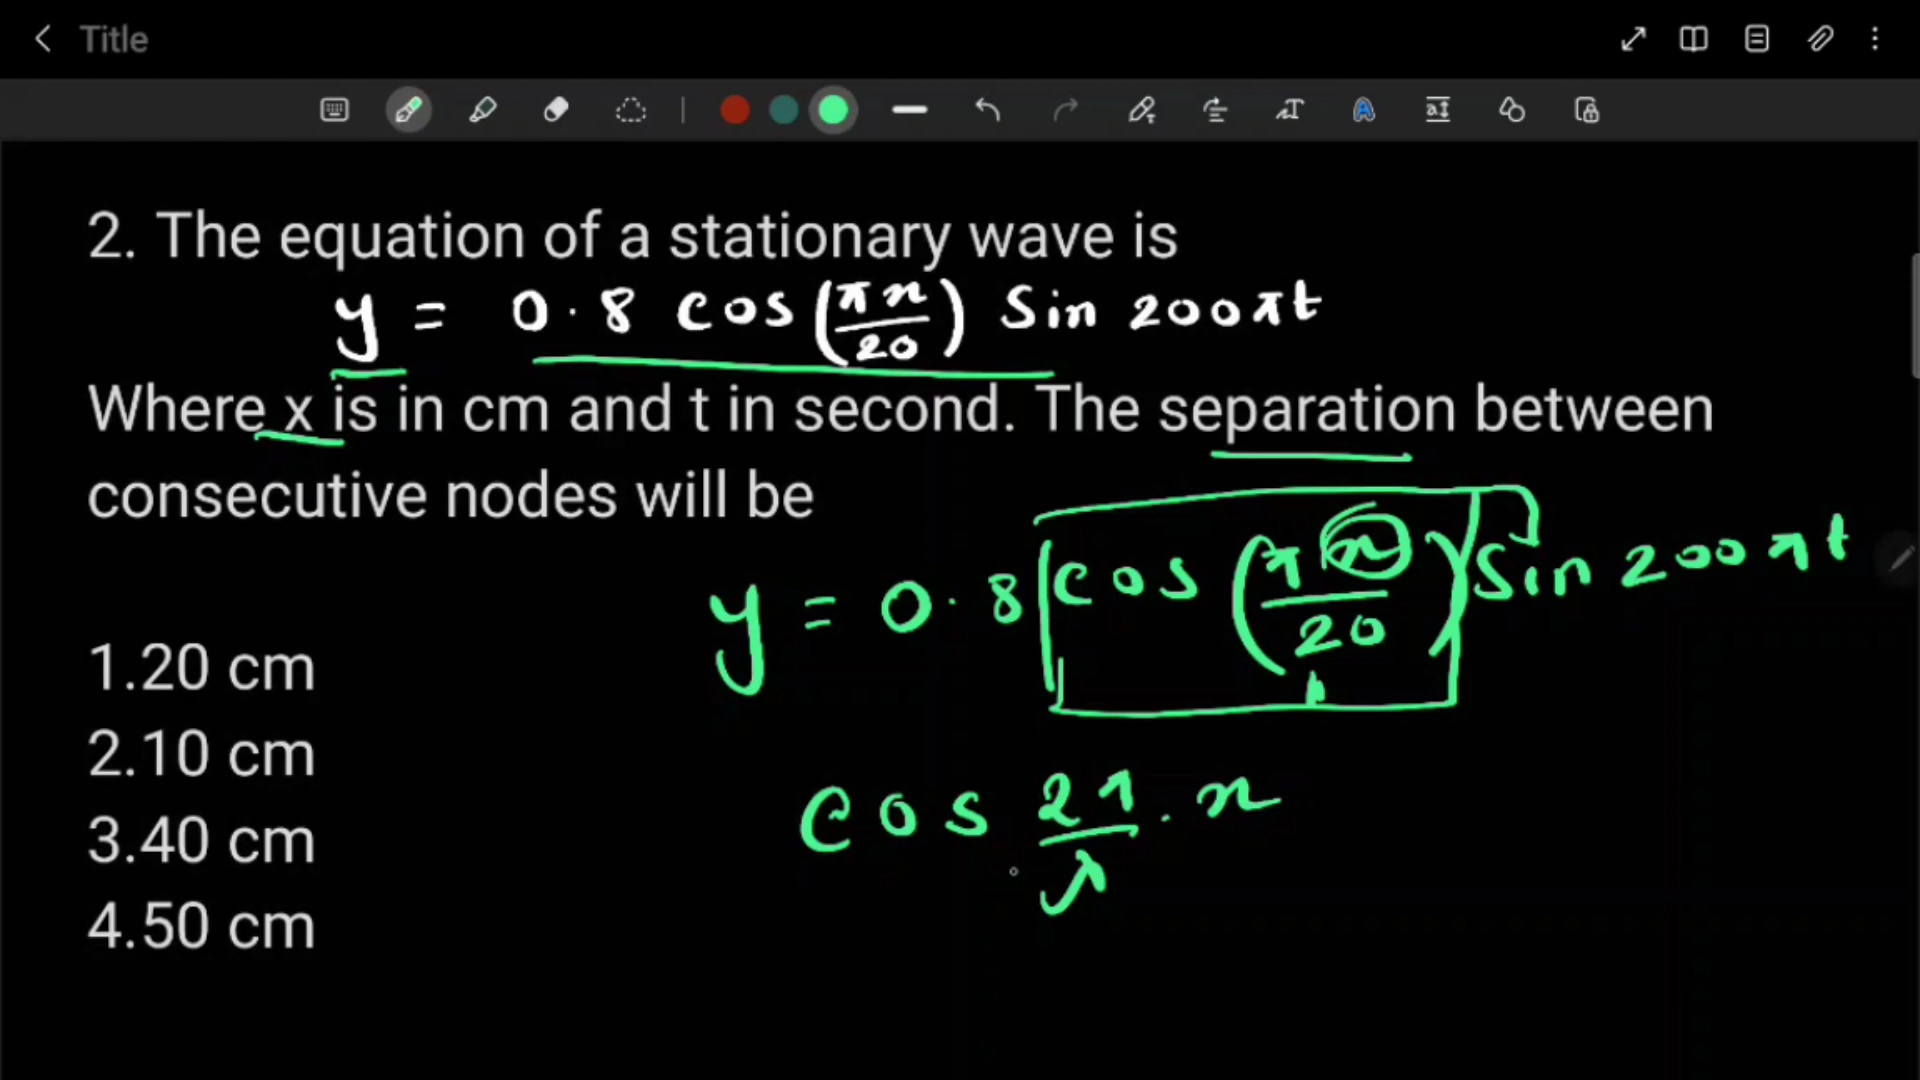 Title
2. The equation of a stationary wave is
y = 0.8 cos(πx/20) Sin 200πt
Where x is in cm and t in second. The separation between
consecutive nodes will be
y = 0.8 cos (πx/20) Sin 200πt
1.20 cm
2.10 cm
3.40 cm
4.50 cm
cos 2π/λ . x